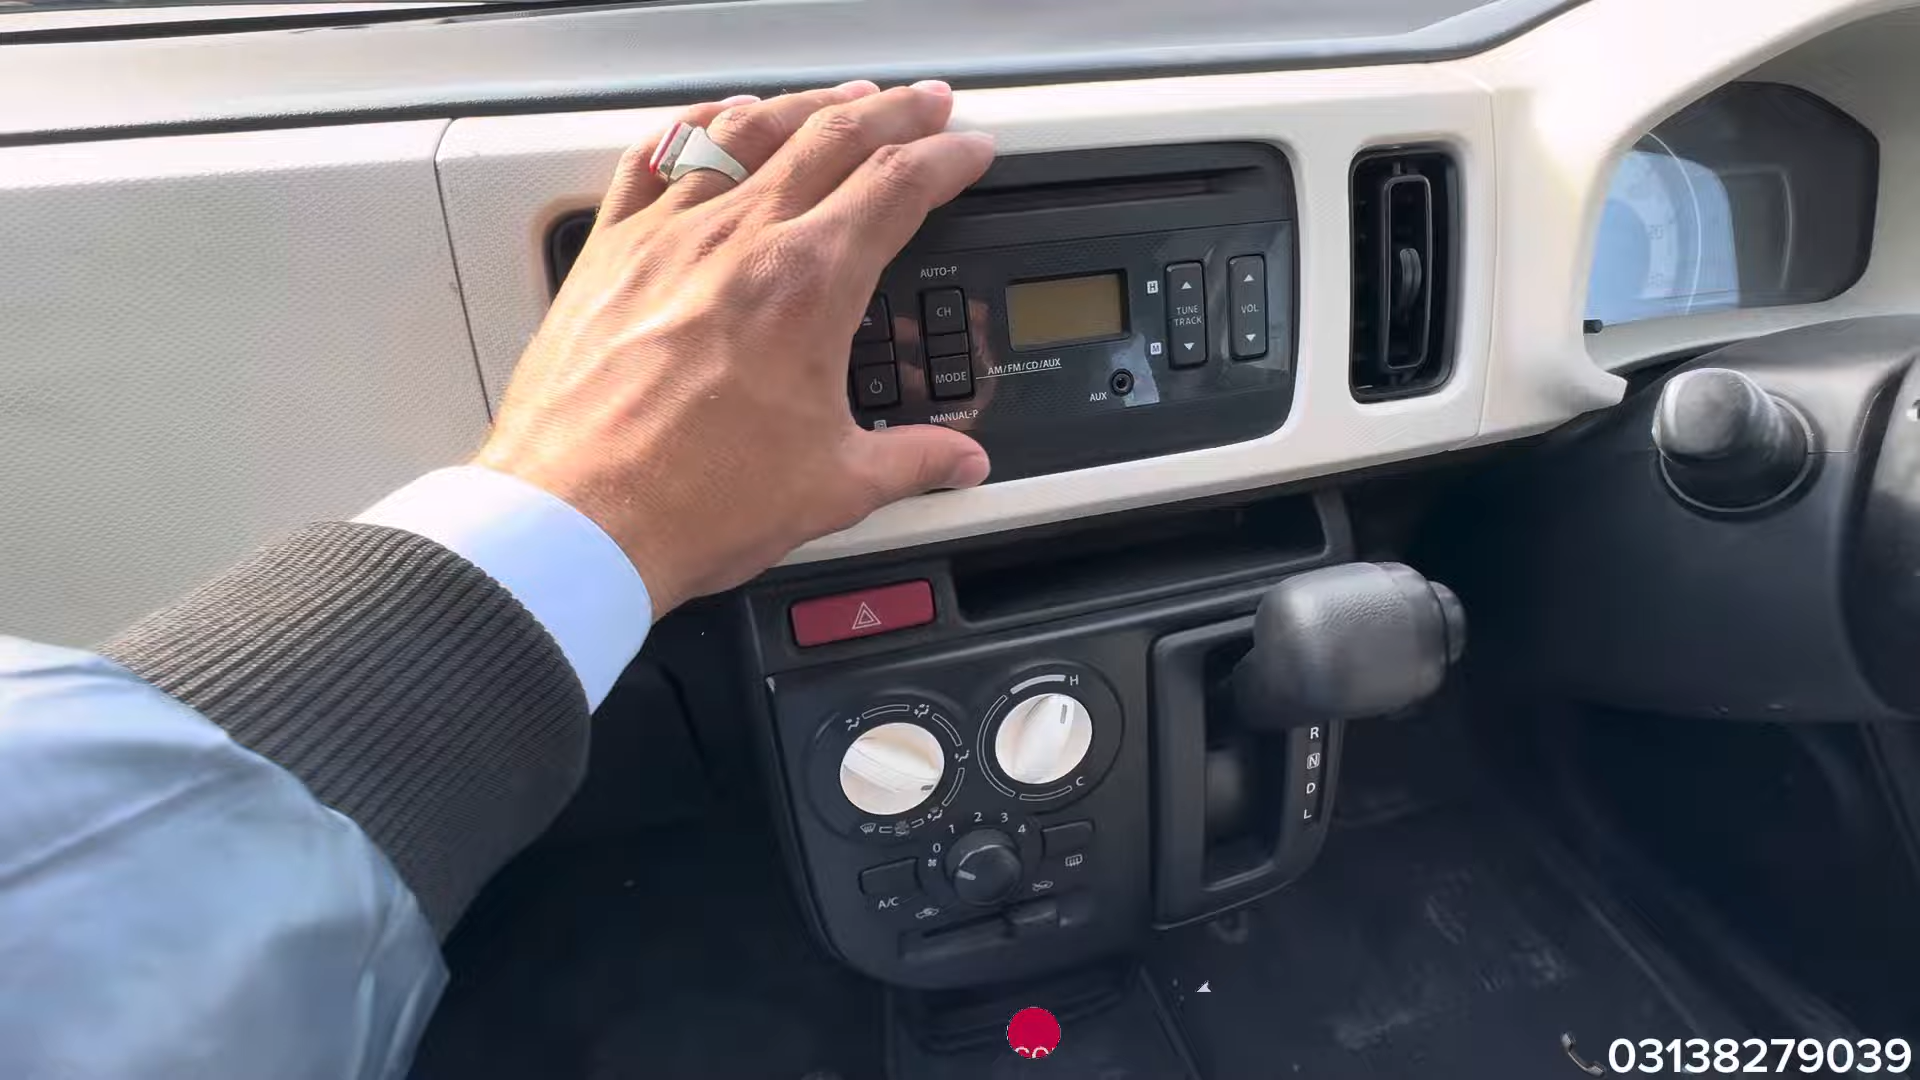 AUTO-P
CH
MODE
AM/FM/CD/AUX
MANUAL-P
AUX
H
M
TUNE
TRACK
VOL
H
C
R
N
D
L
0 1 2 3 4
A/C
03138279039